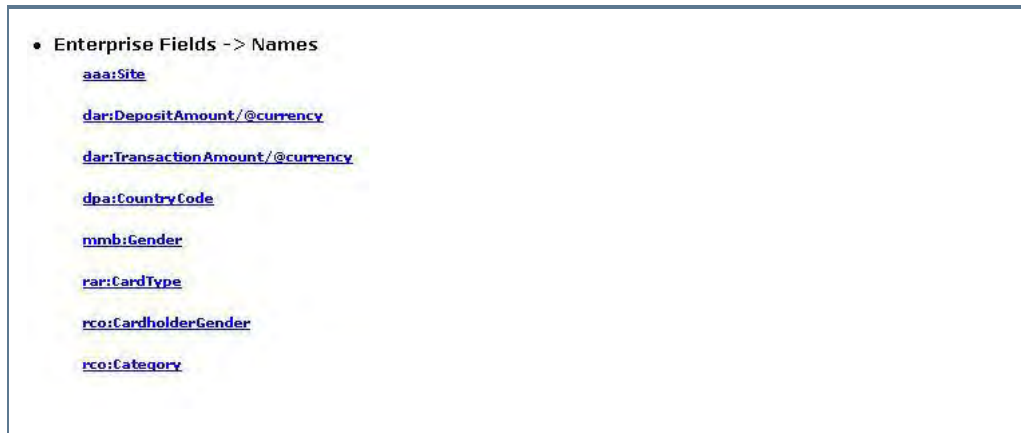 • Enterprise Fields -> Names
aaa:Site
dar:DepositAmount/@currency
dar:TransactionAmount/@currency
dpa:CountryCode
mmb:Gender
rar:CardType
rco:CardholderGender
rco:Category